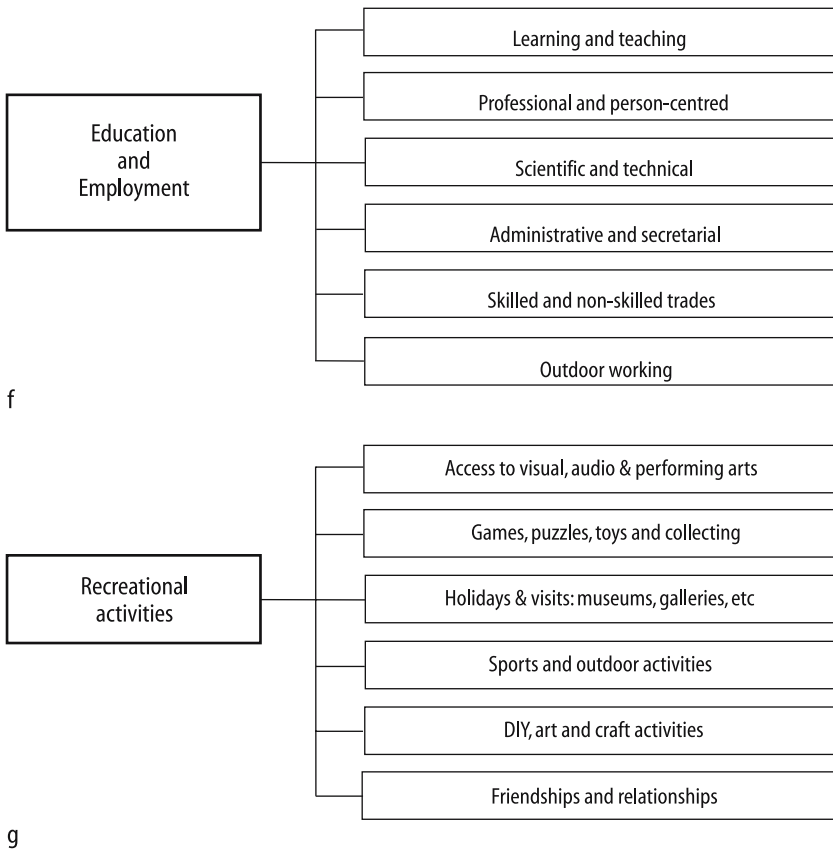 Learning and teaching
Professional and person-centred
Education
and
Employment
Scientific and technical
Administrative and secretarial
Skilled and non-skilled trades
Outdoor working
f
Access to visual, audio & performing arts
Games, puzzles, toys and collecting
Recreational
activities
Holidays & visits: museums, galleries, etc
Sports and outdoor activities
DIY, art and craft activities
Friendships and relationships
g